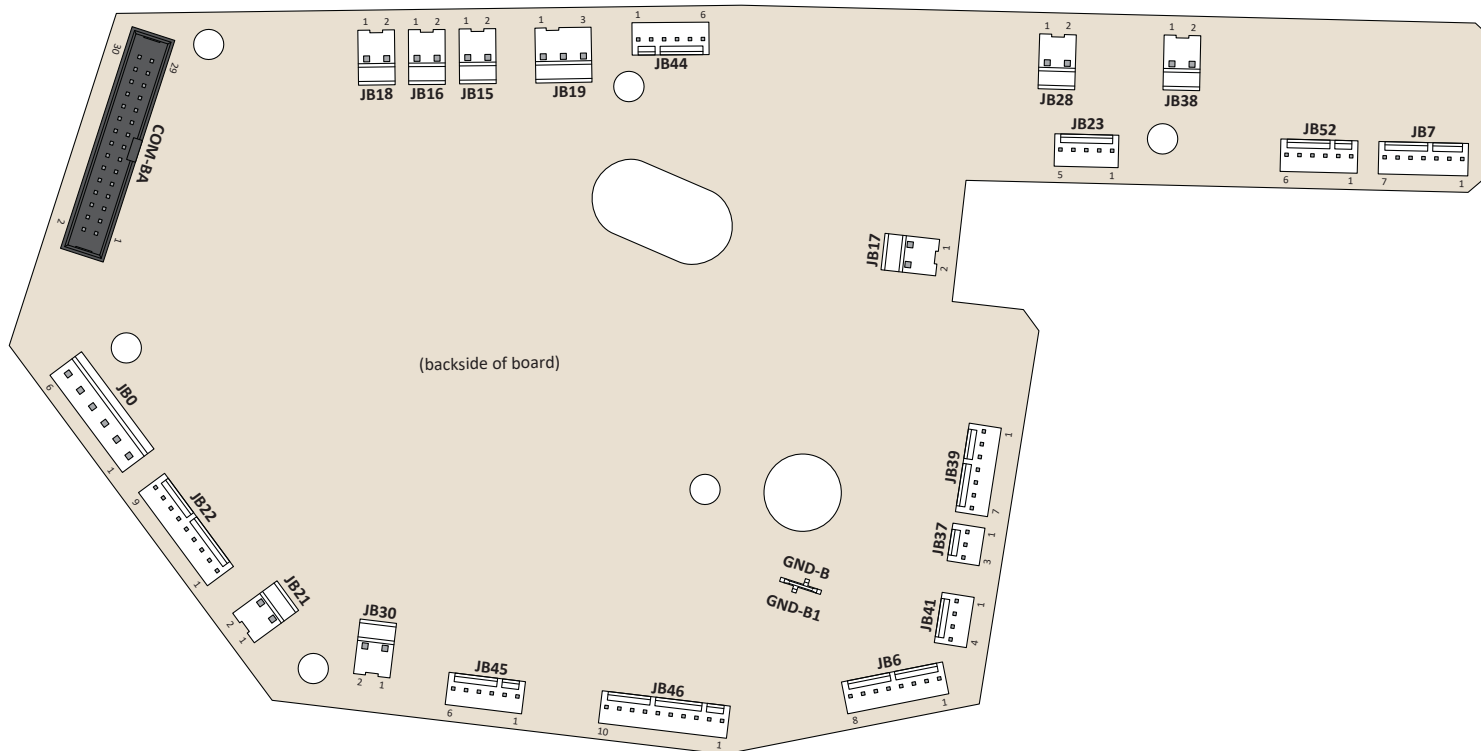 1 2 1 2 1 2 1 3 1 6 1 2 1 2
JB18 JB16 JB15 JB19 JB44 JB28 JB38
30 29
COM-BA
2 1
JB23 JB52 JB7
5 1 6 1 7 1
JB17
1
2
(backside of board)
JB0
6 1
JB22
9 1
JB21
2 1
JB30
2 1
JB39
1
7
JB37
1
3
JB41
1
4
GND-B
GND-B1
JB45
6 1
JB46
10 1
JB6
8 1